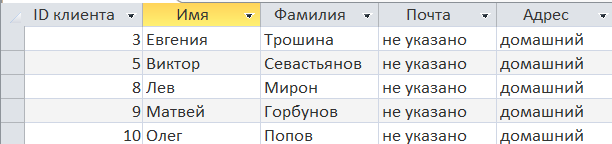 ID клиента Имя Фамилия Почта Адрес
3 Евгения Трошина не указано домашний
5 Виктор Севастьянов не указано домашний
8 Лев Мирон не указано домашний
9 Матвей Горбунов не указано домашний
10 Олег Попов не указано домашний